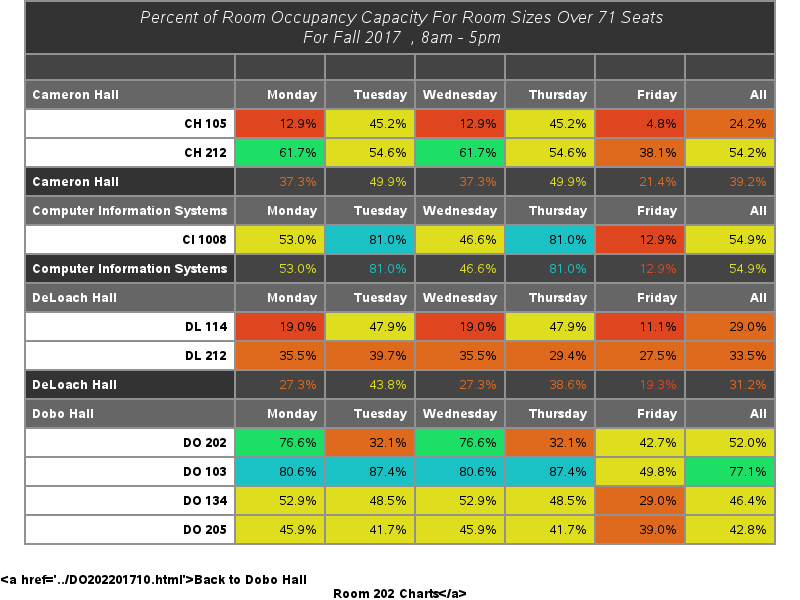 Percent of Room Occupancy Capacity For Room Sizes Over 71 Seats
For Fall 2017 , 8am - 5pm
Cameron Hall Monday Tuesday Wednesday Thursday Friday All
CH 105 12.9% 45.2% 12.9% 45.2% 4.8% 24.2%
CH 212 61.7% 54.6% 61.7% 54.6% 38.1% 54.2%
Cameron Hall 37.3% 49.9% 37.3% 49.9% 21.4% 39.2%
Computer Information Systems Monday Tuesday Wednesday Thursday Friday All
CI 1008 53.0% 81.0% 46.6% 81.0% 12.9% 54.9%
Computer Information Systems 53.0% 81.0% 46.6% 81.0% 12.9% 54.9%
DeLoach Hall Monday Tuesday Wednesday Thursday Friday All
DL 114 19.0% 47.9% 19.0% 47.9% 11.1% 29.0%
DL 212 35.5% 39.7% 35.5% 29.4% 27.5% 33.5%
DeLoach Hall 27.3% 43.8% 27.3% 38.6% 19.3% 31.2%
Dobo Hall Monday Tuesday Wednesday Thursday Friday All
DO 202 76.6% 32.1% 76.6% 32.1% 42.7% 52.0%
DO 103 80.6% 87.4% 80.6% 87.4% 49.8% 77.1%
DO 134 52.9% 48.5% 52.9% 48.5% 29.0% 46.4%
DO 205 45.9% 41.7% 45.9% 41.7% 39.0% 42.8%
<a href='../DO202201710.html'>Back to Dobo Hall
Room 202 Charts</a>